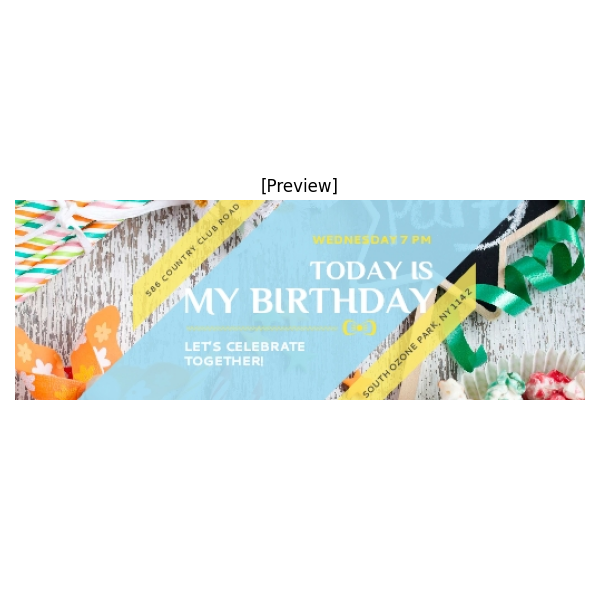 [Preview]
586 COUNTRY CLUB ROAD
WEDNESDAY 7 PM
TODAY IS
MY BIRTHDAY
LET'S CELEBRATE
TOGETHER!
SOUTH OZONE PARK, NY 1142